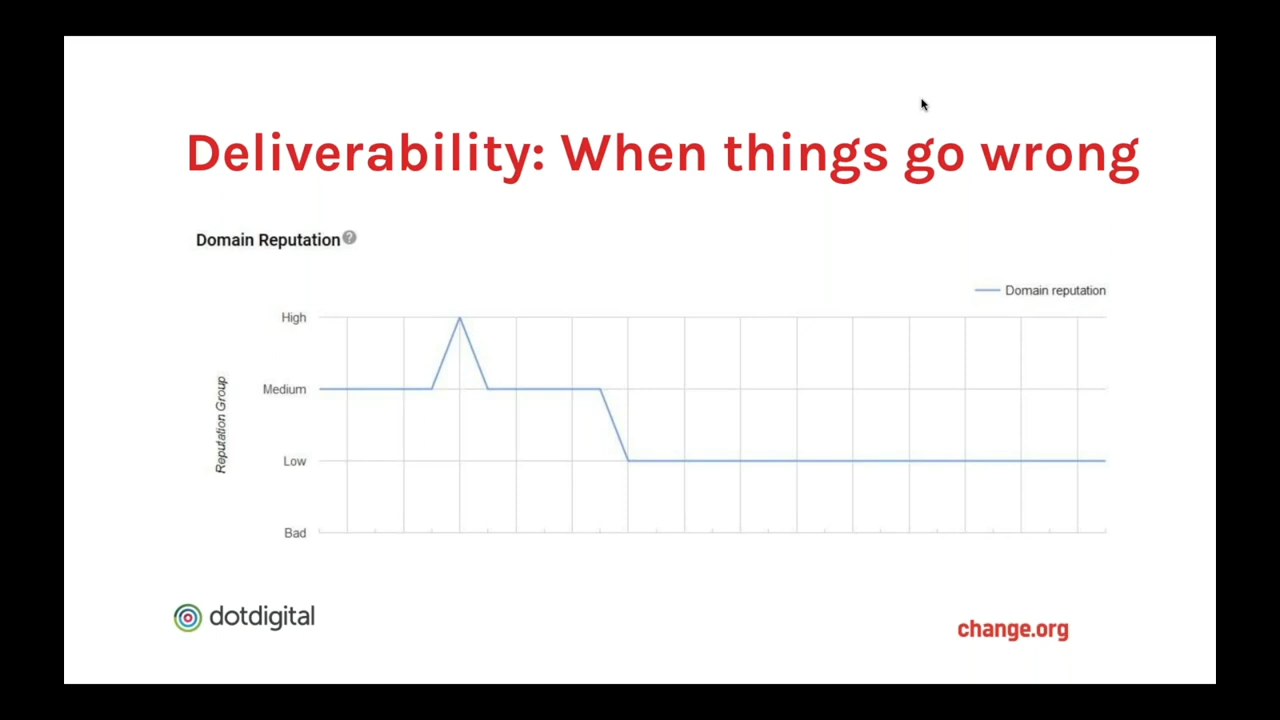 Deliverability: When things go wrong
Domain Reputation ?
Domain reputation
High
Medium
Low
Bad
Reputation Group
dotdigital
change.org